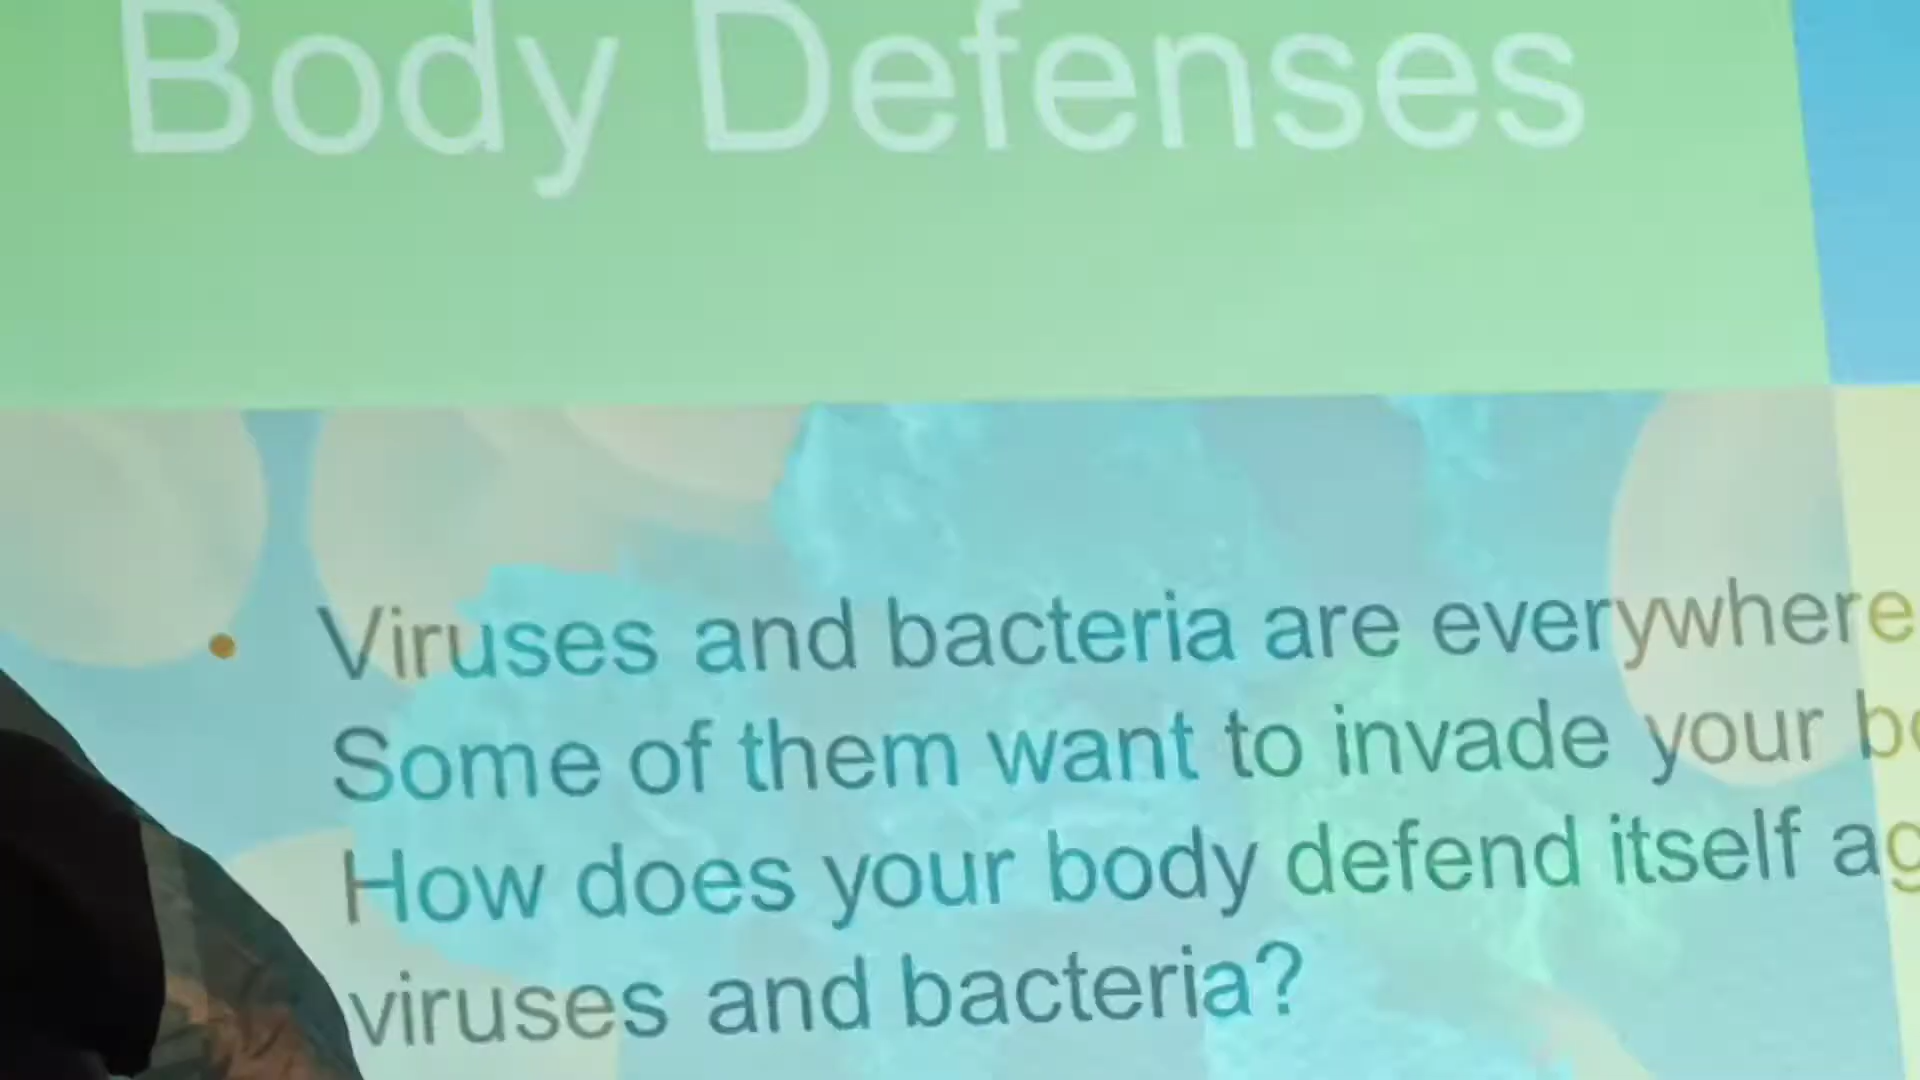 Body Defenses
• Viruses and bacteria are everywhere
Some of them want to invade your
How does your body defend itself
viruses and bacteria?